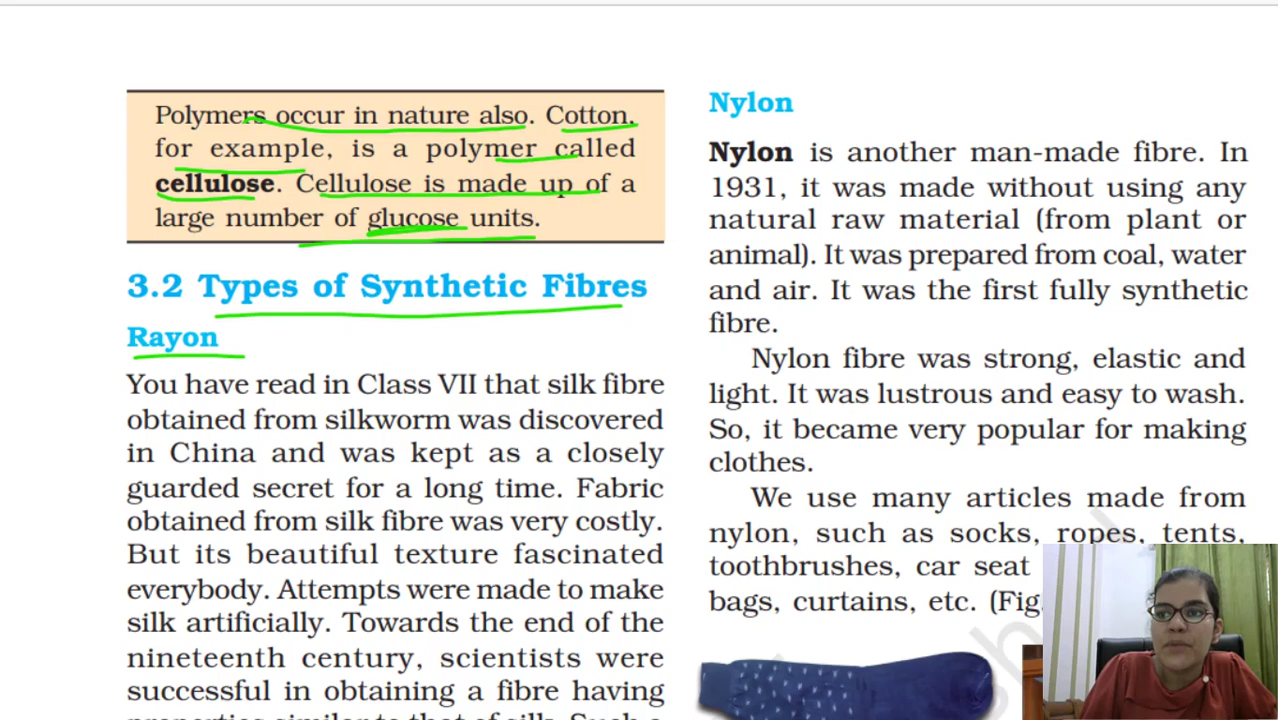 Polymers occur in nature also. Cotton,
for example, is a polymer called
cellulose. Cellulose is made up of a
large number of glucose units.
3.2 Types of Synthetic Fibres
Rayon
You have read in Class VII that silk fibre
obtained from silkworm was discovered
in China and was kept as a closely
guarded secret for a long time. Fabric
obtained from silk fibre was very costly.
But its beautiful texture fascinated
everybody. Attempts were made to make
silk artificially. Towards the end of the
nineteenth century, scientists were
successful in obtaining a fibre having
properties similar to that of silk. Such a
Nylon
Nylon is another man-made fibre. In
1931, it was made without using any
natural raw material (from plant or
animal). It was prepared from coal, water
and air. It was the first fully synthetic
fibre.
Nylon fibre was strong, elastic and
light. It was lustrous and easy to wash.
So, it became very popular for making
clothes.
We use many articles made from
nylon, such as socks, ropes, tents,
toothbrushes, car seat
bags, curtains, etc. (Fig.